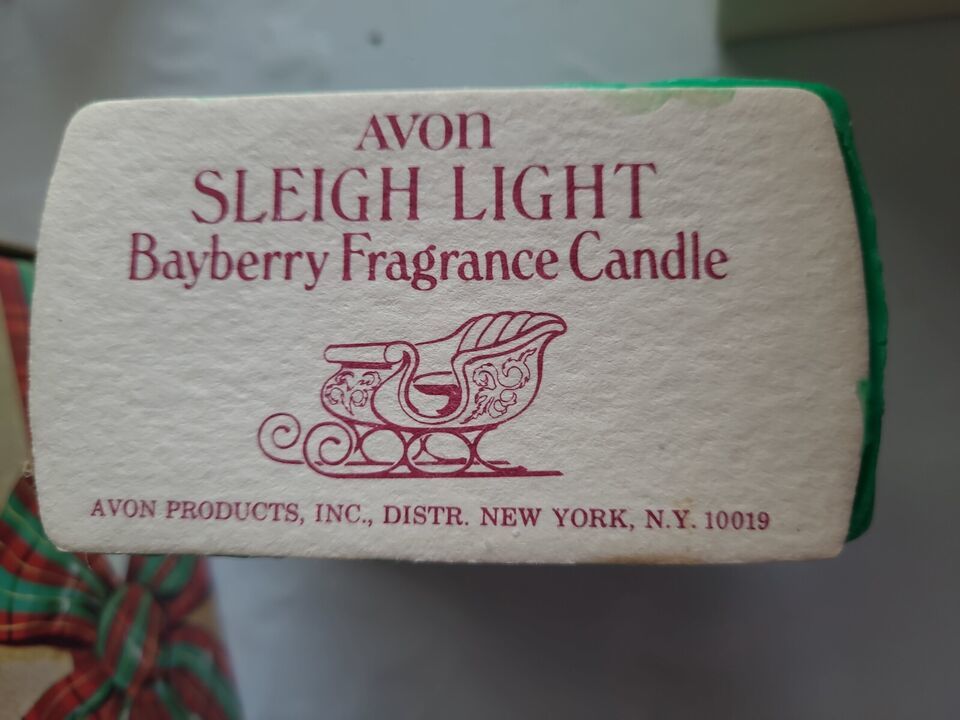 AVON
SLEIGH LIGHT
Bayberry Fragrance Candle
AVON PRODUCTS, INC., DISTR. NEW YORK, N.Y. 10019